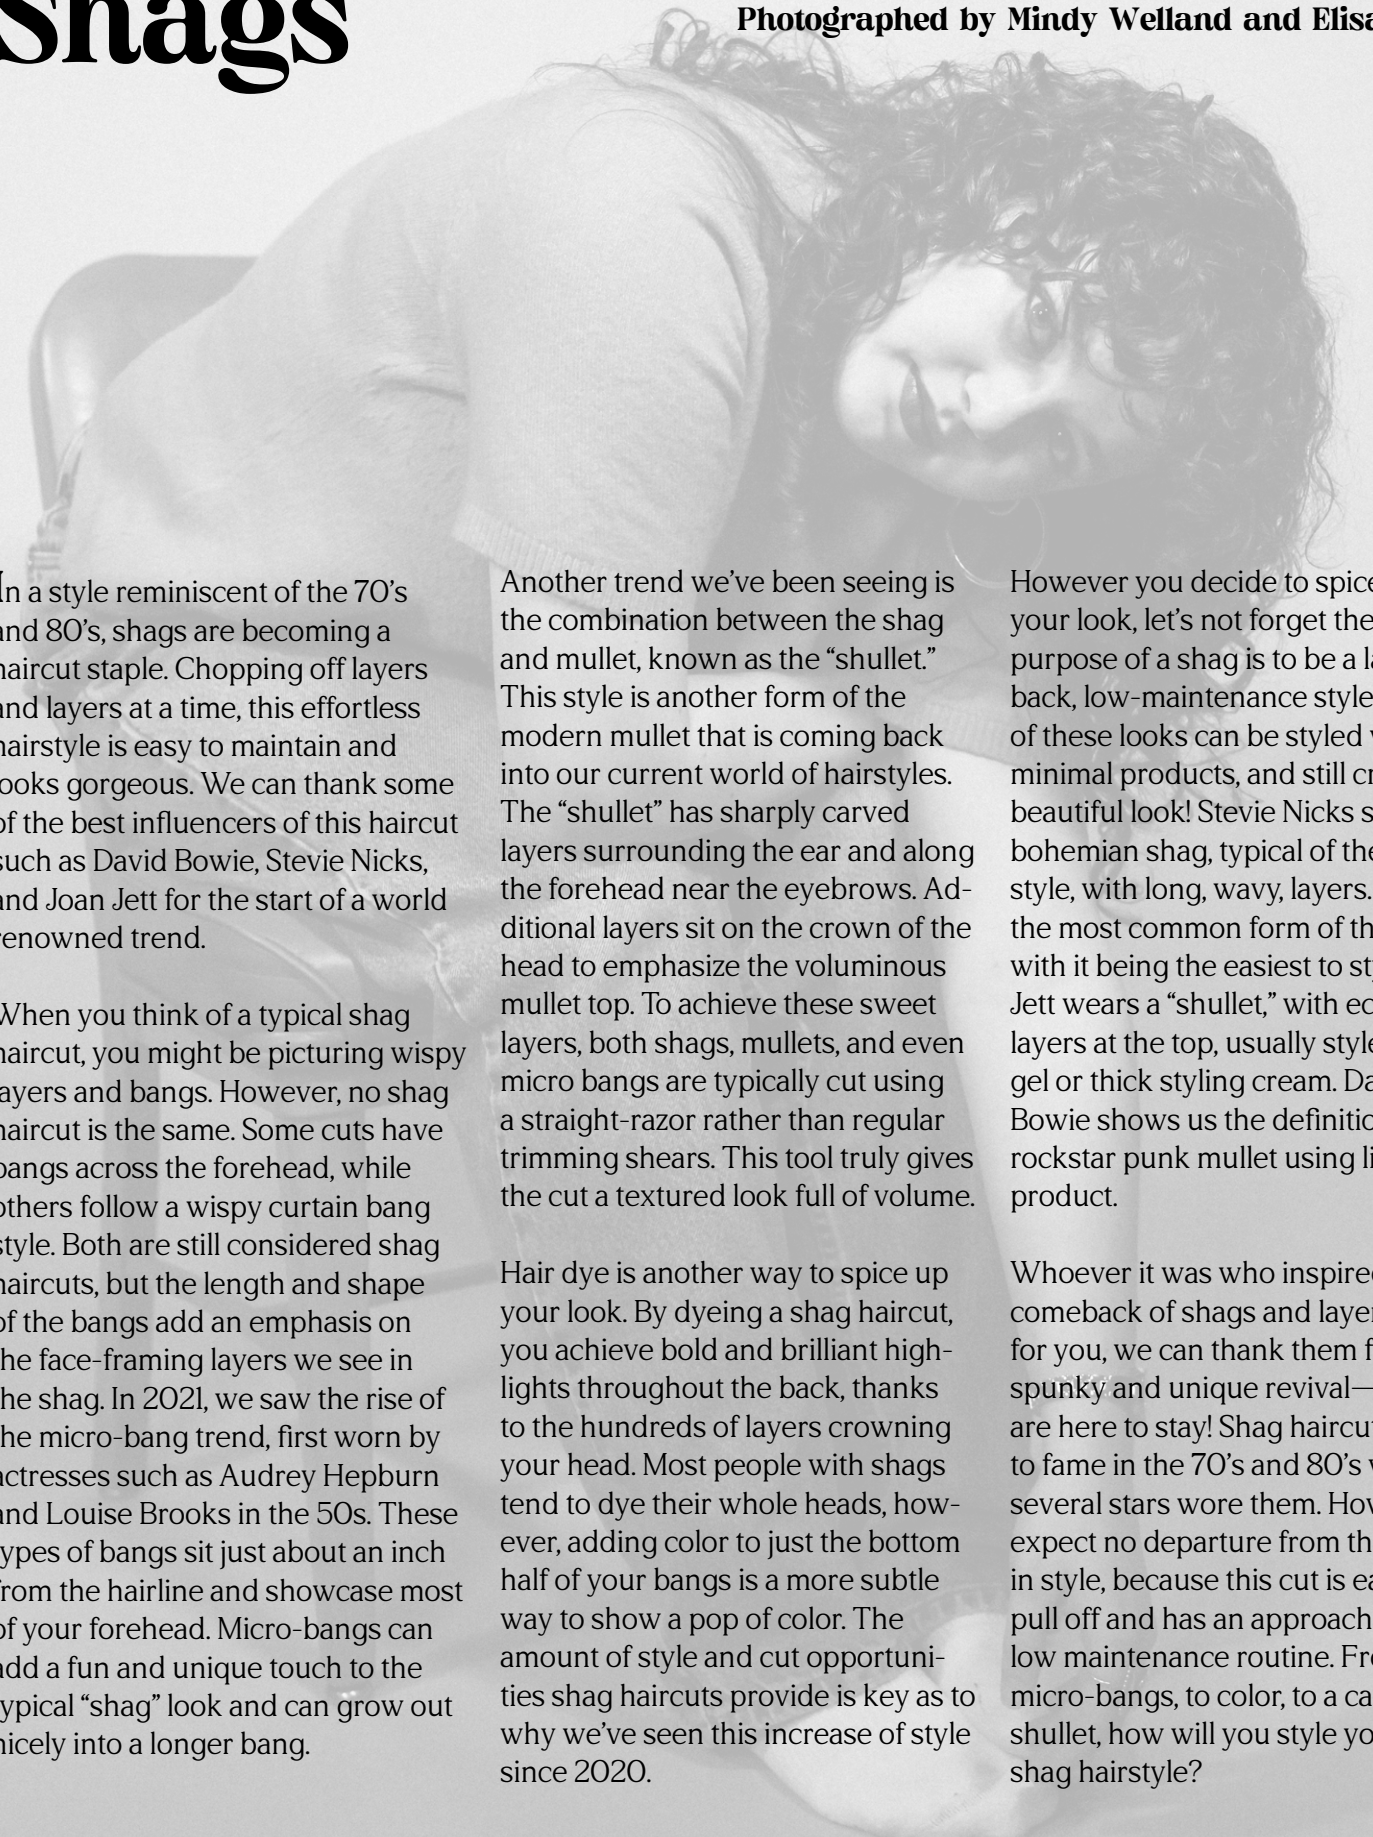 Shags
Photographed by Mindy Welland and Elisa
In a style reminiscent of the 70’s
and 80’s, shags are becoming a
haircut staple. Chopping off layers
and layers at a time, this effortless
hairstyle is easy to maintain and
looks gorgeous. We can thank some
of the best influencers of this haircut
such as David Bowie, Stevie Nicks,
and Joan Jett for the start of a world
renowned trend.
When you think of a typical shag
haircut, you might be picturing wispy
layers and bangs. However, no shag
haircut is the same. Some cuts have
bangs across the forehead, while
others follow a wispy curtain bang
style. Both are still considered shag
haircuts, but the length and shape
of the bangs add an emphasis on
the face-framing layers we see in
the shag. In 2021, we saw the rise of
the micro-bang trend, first worn by
actresses such as Audrey Hepburn
and Louise Brooks in the 50s. These
types of bangs sit just about an inch
from the hairline and showcase most
of your forehead. Micro-bangs can
add a fun and unique touch to the
typical “shag” look and can grow out
nicely into a longer bang.
Another trend we’ve been seeing is
the combination between the shag
and mullet, known as the “shullet.”
This style is another form of the
modern mullet that is coming back
into our current world of hairstyles.
The “shullet” has sharply carved
layers surrounding the ear and along
the forehead near the eyebrows. Ad-
ditional layers sit on the crown of the
head to emphasize the voluminous
mullet top. To achieve these sweet
layers, both shags, mullets, and even
micro bangs are typically cut using
a straight-razor rather than regular
trimming shears. This tool truly gives
the cut a textured look full of volume.
Hair dye is another way to spice up
your look. By dyeing a shag haircut,
you achieve bold and brilliant high-
lights throughout the back, thanks
to the hundreds of layers crowning
your head. Most people with shags
tend to dye their whole heads, how-
ever, adding color to just the bottom
half of your bangs is a more subtle
way to show a pop of color. The
amount of style and cut opportuni-
ties shag haircuts provide is key as to
why we’ve seen this increase of style
since 2020.
However you decide to spice
your look, let’s not forget the
purpose of a shag is to be a la
back, low-maintenance style
of these looks can be styled
minimal products, and still cr
beautiful look! Stevie Nicks s
bohemian shag, typical of the
style, with long, wavy, layers.
the most common form of th
with it being the easiest to st
Jett wears a “shullet,” with ec
layers at the top, usually style
gel or thick styling cream. Da
Bowie shows us the definitio
rockstar punk mullet using li
product.
Whoever it was who inspired
comeback of shags and layer
for you, we can thank them f
spunky and unique revival—
are here to stay! Shag haircut
to fame in the 70’s and 80’s
several stars wore them. How
expect no departure from th
in style, because this cut is ea
pull off and has an approach
low maintenance routine. Fro
micro-bangs, to color, to a ca
shullet, how will you style yo
shag hairstyle?